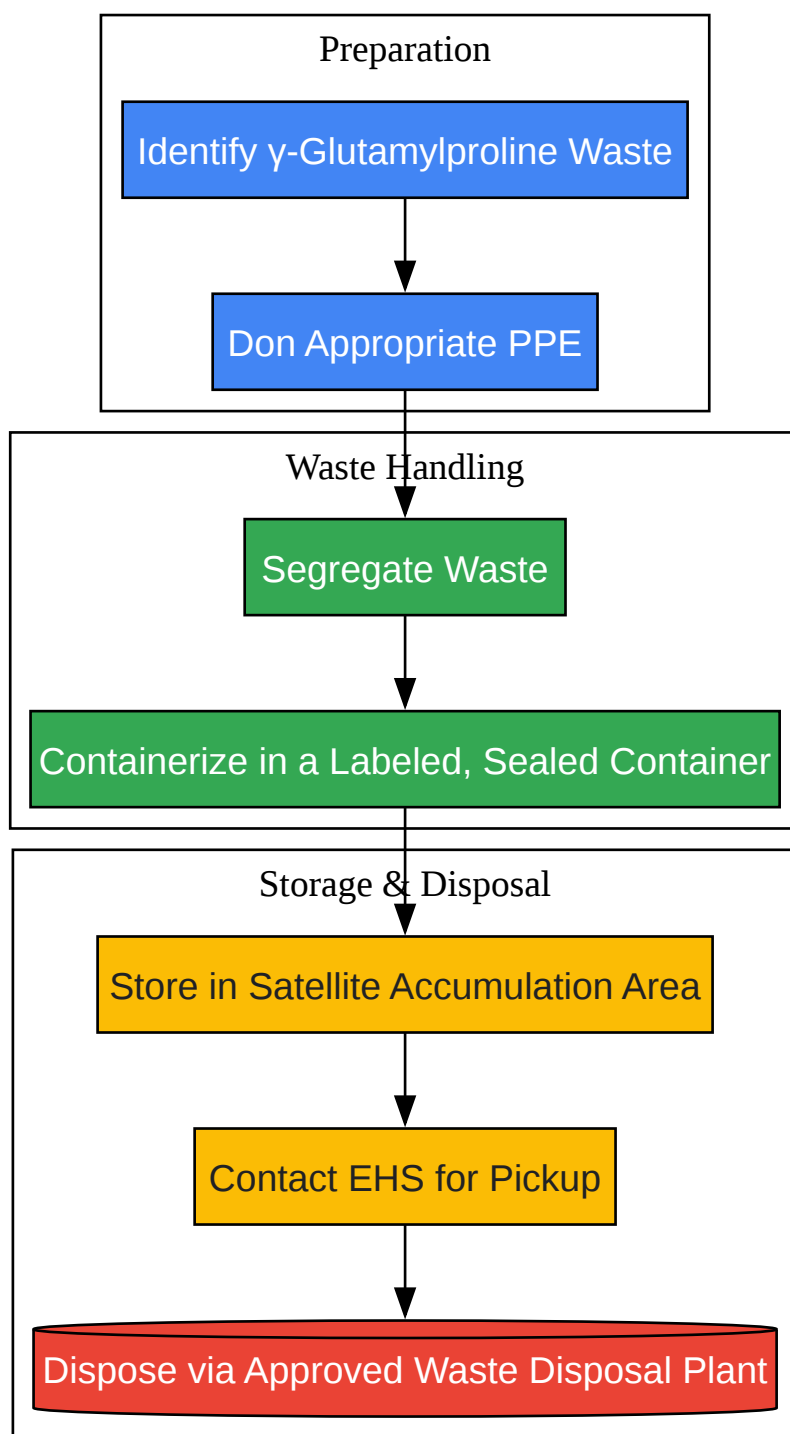 Preparation
Identify γ-Glutamylproline Waste
Don Appropriate PPE
Waste Handling
Segregate Waste
Containerize in a Labeled, Sealed Container
Storage & Disposal
Store in Satellite Accumulation Area
Contact EHS for Pickup
Dispose via Approved Waste Disposal Plant